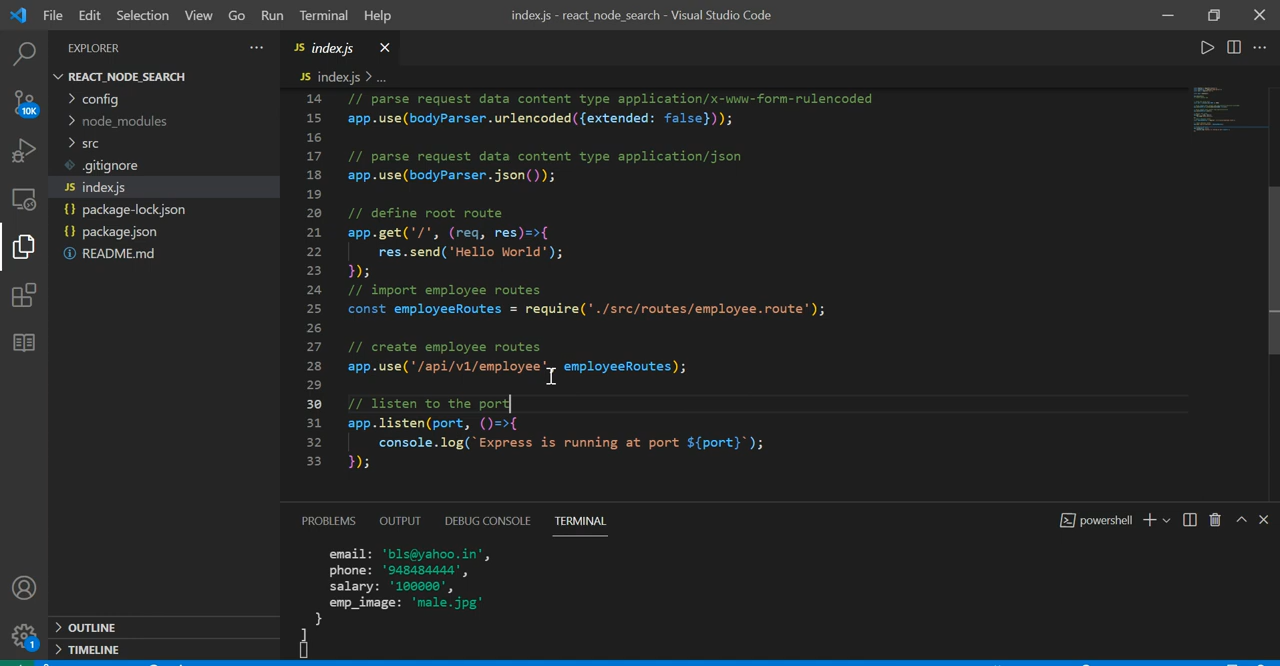 File Edit Selection View Go Run Terminal Help index.js - react_node_search - Visual Studio Code
EXPLORER ...
REACT_NODE_SEARCH
config
node_modules
src
.gitignore
JS index.js
{} package-lock.json
{} package.json
README.md
OUTLINE
TIMELINE
10K
1
JS index.js
JS index.js > ...
14 // parse request data content type application/x-www-form-rulencoded
15 app.use(bodyParser.urlencoded({extended: false}));
16
17 // parse request data content type application/json
18 app.use(bodyParser.json());
19
20 // define root route
21 app.get('/', (req, res)=>{
22 res.send('Hello World');
23 });
24 // import employee routes
25 const employeeRoutes = require('./src/routes/employee.route');
26
27 // create employee routes
28 app.use('/api/v1/employee', employeeRoutes);
29
30 // listen to the port
31 app.listen(port, ()=>{
32 console.log(`Express is running at port ${port}`);
33 });
PROBLEMS OUTPUT DEBUG CONSOLE TERMINAL powershell
email: 'bls@yahoo.in',
phone: '948484444',
salary: '100000',
emp_image: 'male.jpg'
}
]